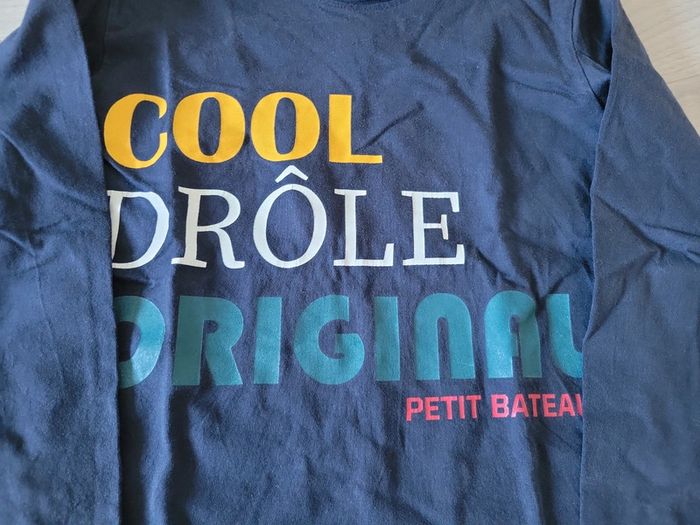 COOL
DRÔLE
ORIGINAL
PETIT BATEAU